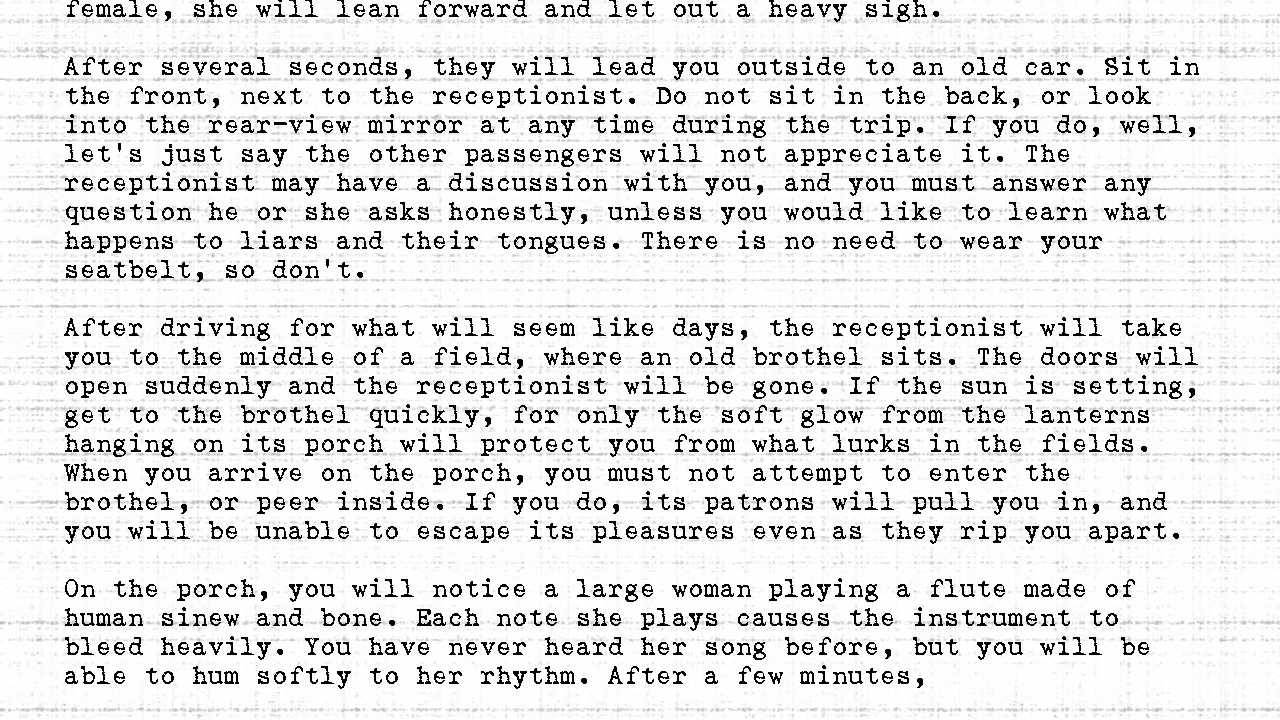 female, she will lean forward and let out a heavy sigh.
After several seconds, they will lead you outside to an old car. Sit in
the front, next to the receptionist. Do not sit in the back, or look
into the rear-view mirror at any time during the trip. If you do, well,
let's just say the other passengers will not appreciate it. The
receptionist may have a discussion with you, and you must answer any
question he or she asks honestly, unless you would like to learn what
happens to liars and their tongues. There is no need to wear your
seatbelt, so don't.
After driving for what will seem like days, the receptionist will take
you to the middle of a field, where an old brothel sits. The doors will
open suddenly and the receptionist will be gone. If the sun is setting,
get to the brothel quickly, for only the soft glow from the lanterns
hanging on its porch will protect you from what lurks in the fields.
When you arrive on the porch, you must not attempt to enter the
brothel, or peer inside. If you do, its patrons will pull you in, and
you will be unable to escape its pleasures even as they rip you apart.
On the porch, you will notice a large woman playing a flute made of
human sinew and bone. Each note she plays causes the instrument to
bleed heavily. You have never heard her song before, but you will be
able to hum softly to her rhythm. After a few minutes,